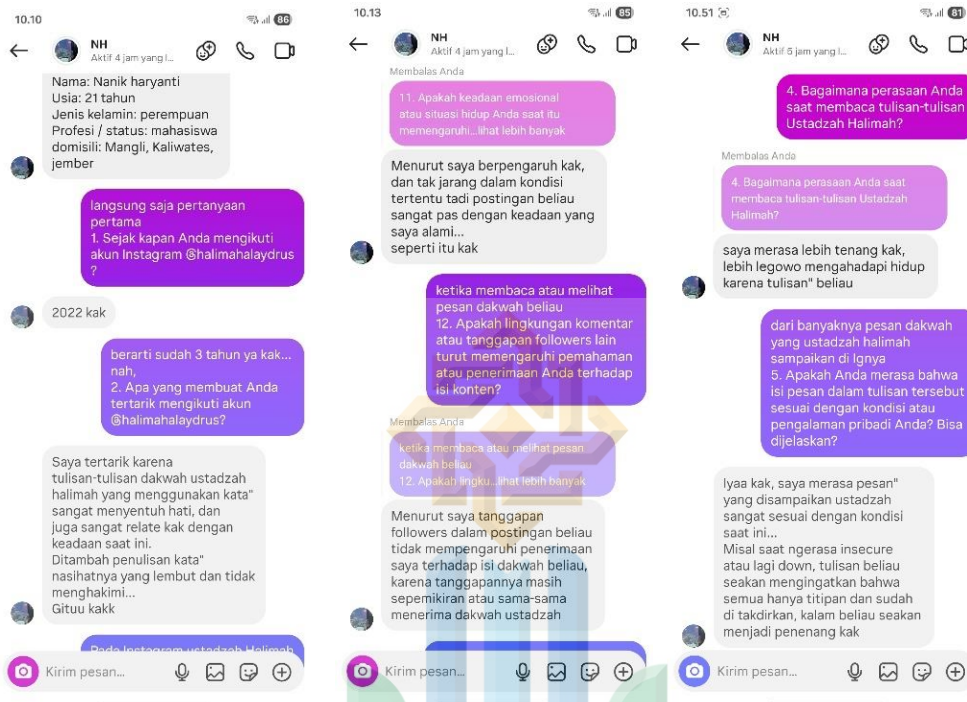 10.10
86
NH
Aktif 4 jam yang l...
Nama: Nanik haryanti
Usia: 21 tahun
Jenis kelamin: perempuan
Profesi / status: mahasiswa
domisili: Mangli, Kaliwates,
jember
langsung saja pertanyaan
pertama
1. Sejak kapan Anda mengikuti
akun Instagram @halimahalaydrus
?
2022 kak
berarti sudah 3 tahun ya kak...
nah,
2. Apa yang membuat Anda
tertarik mengikuti akun
@halimahalaydrus?
Saya tertarik karena
tulisan-tulisan dakwah ustadzah
halimah yang menggunakan kata"
sangat menyentuh hati, dan
juga sangat relate kak dengan
keadaan saat ini.
Ditambah penulisan kata"
nasihatnya yang lembut dan tidak
menghakimi...
Gituu kakk
Pada Instagram ustadzah Halimah
Kirim pesan...
10.13
85
NH
Aktif 4 jam yang l...
Membalas Anda
11. Apakah keadaan emosional
atau situasi hidup Anda saat itu
memengaruhi...lihat lebih banyak
Menurut saya berpengaruh kak,
dan tak jarang dalam kondisi
tertentu tadi postingan beliau
sangat pas dengan keadaan yang
saya alami...
seperti itu kak
ketika membaca atau melihat
pesan dakwah beliau
12. Apakah lingkungan komentar
atau tanggapan followers lain
turut memengaruhi pemahaman
atau penerimaan Anda terhadap
isi konten?
Membalas Anda
ketika membaca atau melihat pesan
dakwah beliau
12. Apakah lingku...lihat lebih banyak
Menurut saya tanggapan
followers dalam postingan beliau
tidak mempengaruhi penerimaan
saya terhadap isi dakwah beliau,
karena tanggapannya masih
sepemikiran atau sama-sama
menerima dakwah ustadzah
Kirim pesan...
10.51
81
NH
Aktif 5 jam yang l...
4. Bagaimana perasaan Anda
saat membaca tulisan-tulisan
Ustadzah Halimah?
Membalas Anda
4. Bagaimana perasaan Anda saat
membaca tulisan-tulisan Ustadzah
Halimah?
saya merasa lebih tenang kak,
lebih legowo mengahadapi hidup
karena tulisan" beliau
dari banyaknya pesan dakwah
yang ustadzah halimah
sampaikan di Ignya
5. Apakah Anda merasa bahwa
isi pesan dalam tulisan tersebut
sesuai dengan kondisi atau
pengalaman pribadi Anda? Bisa
dijelaskan?
Iyaa kak, saya merasa pesan"
yang disampaikan ustadzah
sangat sesuai dengan kondisi
saat ini...
Misal saat ngerasa insecure
atau lagi down, tulisan beliau
seakan mengingatkan bahwa
semua hanya titipan dan sudah
di takdirkan, kalam beliau seakan
menjadi penenang kak
Kirim pesan...